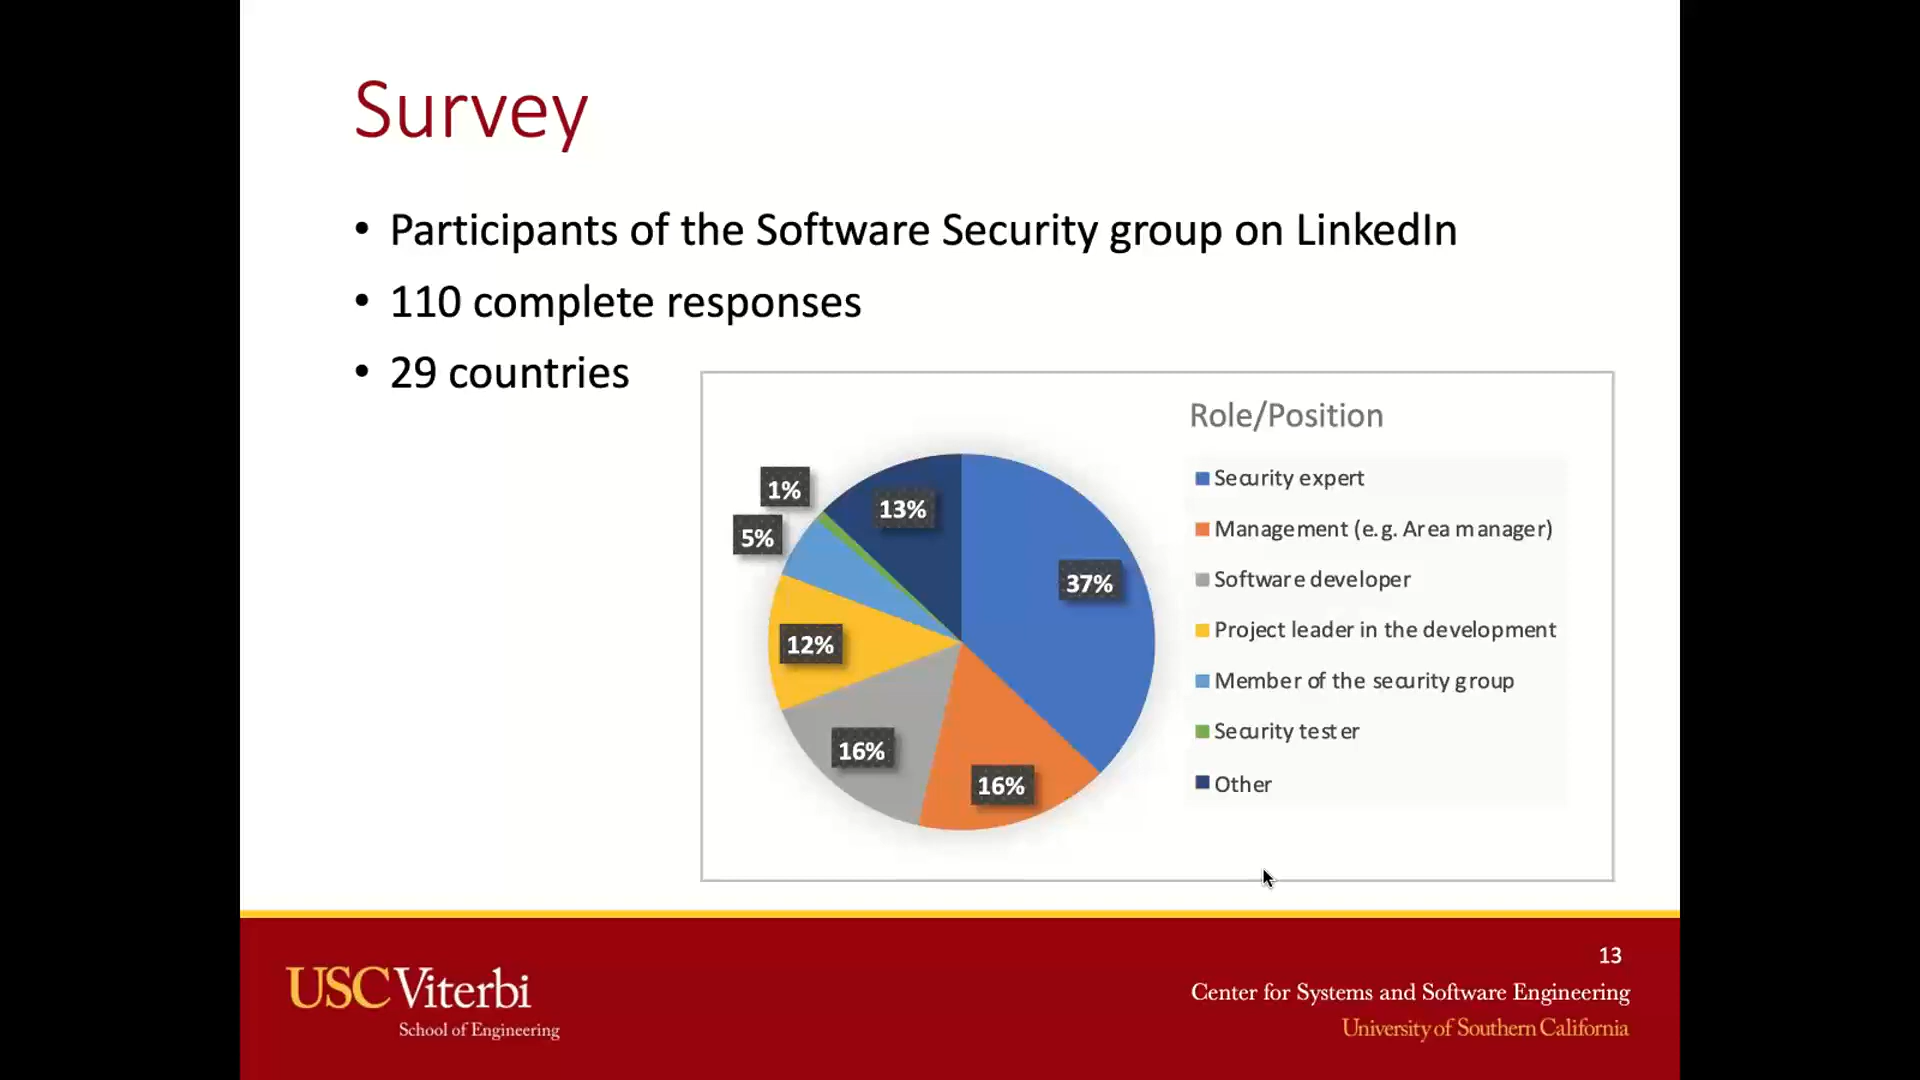 Survey
• Participants of the Software Security group on LinkedIn
• 110 complete responses
• 29 countries
Role/Position
1%
13%
5%
37%
12%
16%
16%
Security expert
Management (e.g. Area manager)
Software developer
Project leader in the development
Member of the security group
Security tester
Other
13
USC Viterbi
School of Engineering
Center for Systems and Software Engineering
University of Southern California